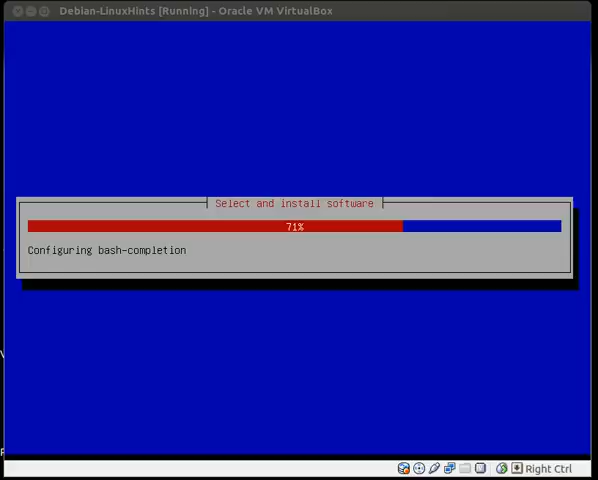 Debian-LinuxHints [Running] - Oracle VM VirtualBox
Select and install software
71%
Configuring bash-completion
Right Ctrl